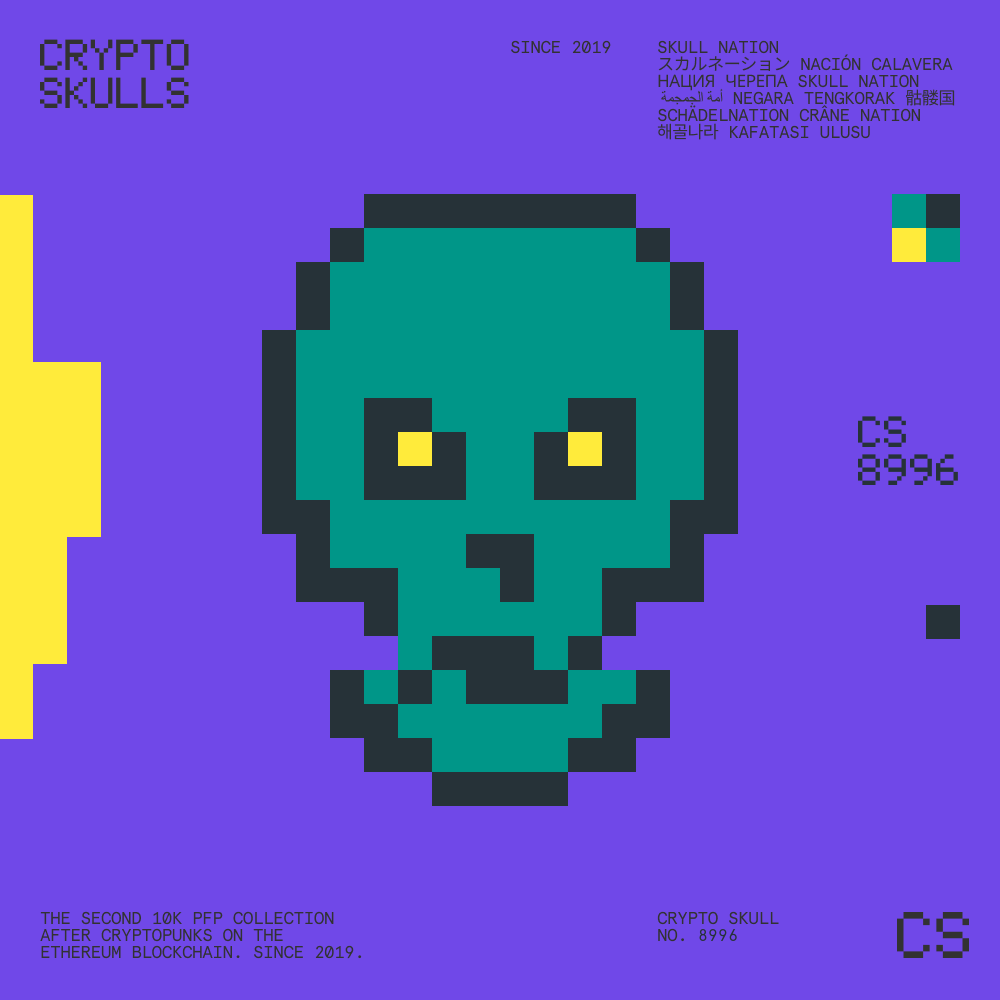 CRYPTO
SKULLS
SINCE 2019
SKULL NATION
スカルネーション NACIÓN CALAVERA
НАЦИЯ ЧЕРЕПА SKULL NATION
أمة الجمجمة NEGARA TENGKORAK 骷髅国
SCHÄDELNATION CRÂNE NATION
해골나라 KAFATASI ULUSU
CS
8996
THE SECOND 10K PFP COLLECTION
AFTER CRYPTOPUNKS ON THE
ETHEREUM BLOCKCHAIN. SINCE 2019.
CRYPTO SKULL
NO. 8996
CS